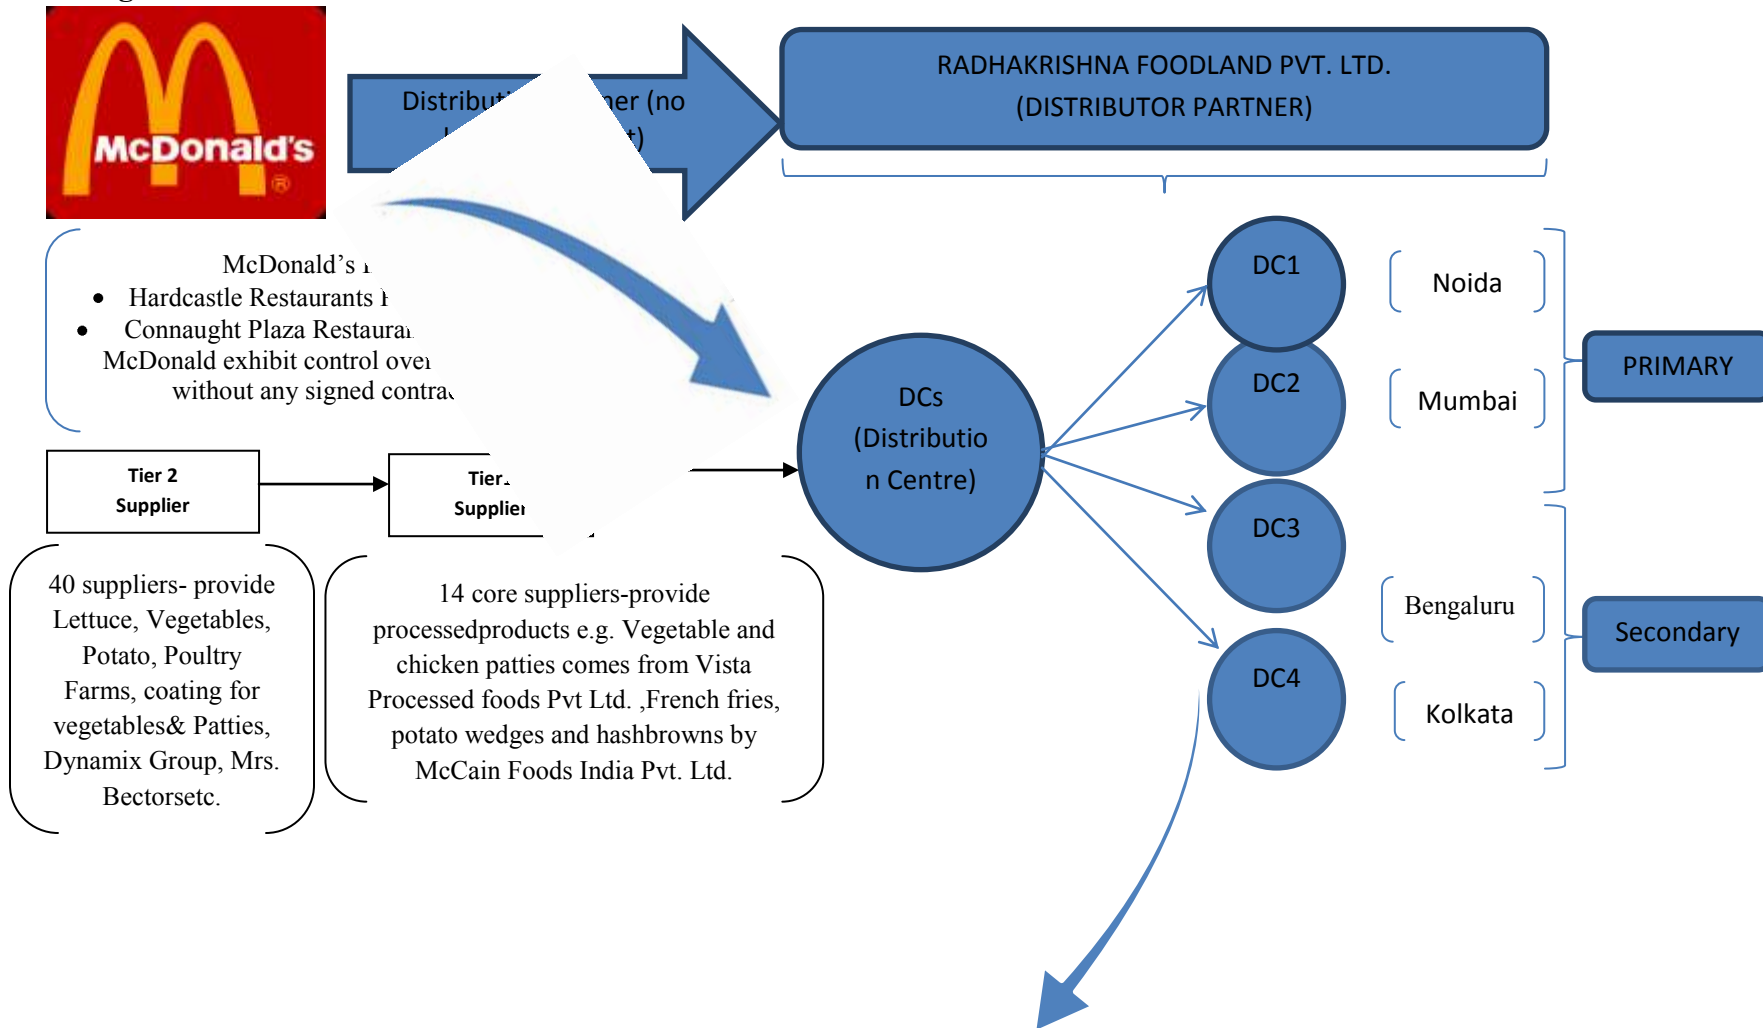 McDonald's
®
Distributi ner (no
t)
RADHAKRISHNA FOODLAND PVT. LTD.
(DISTRIBUTOR PARTNER)
McDonald’s
• Hardcastle Restaurants
• Connaught Plaza
McDonald exhibit control over
without any signed
Tier 2
Supplier
Tier
Supplier
DCs
(Distributio
n Centre)
DC1
DC2
DC3
DC4
Noida
Mumbai
Bengaluru
Kolkata
PRIMARY
Secondary
40 suppliers- provide
Lettuce, Vegetables,
Potato, Poultry
Farms, coating for
vegetables& Patties,
Dynamix Group, Mrs.
Bectorsetc.
14 core suppliers-provide
processedproducts e.g. Vegetable and
chicken patties comes from Vista
Processed foods Pvt Ltd. ,French fries,
potato wedges and hashbrowns by
McCain Foods India Pvt. Ltd.